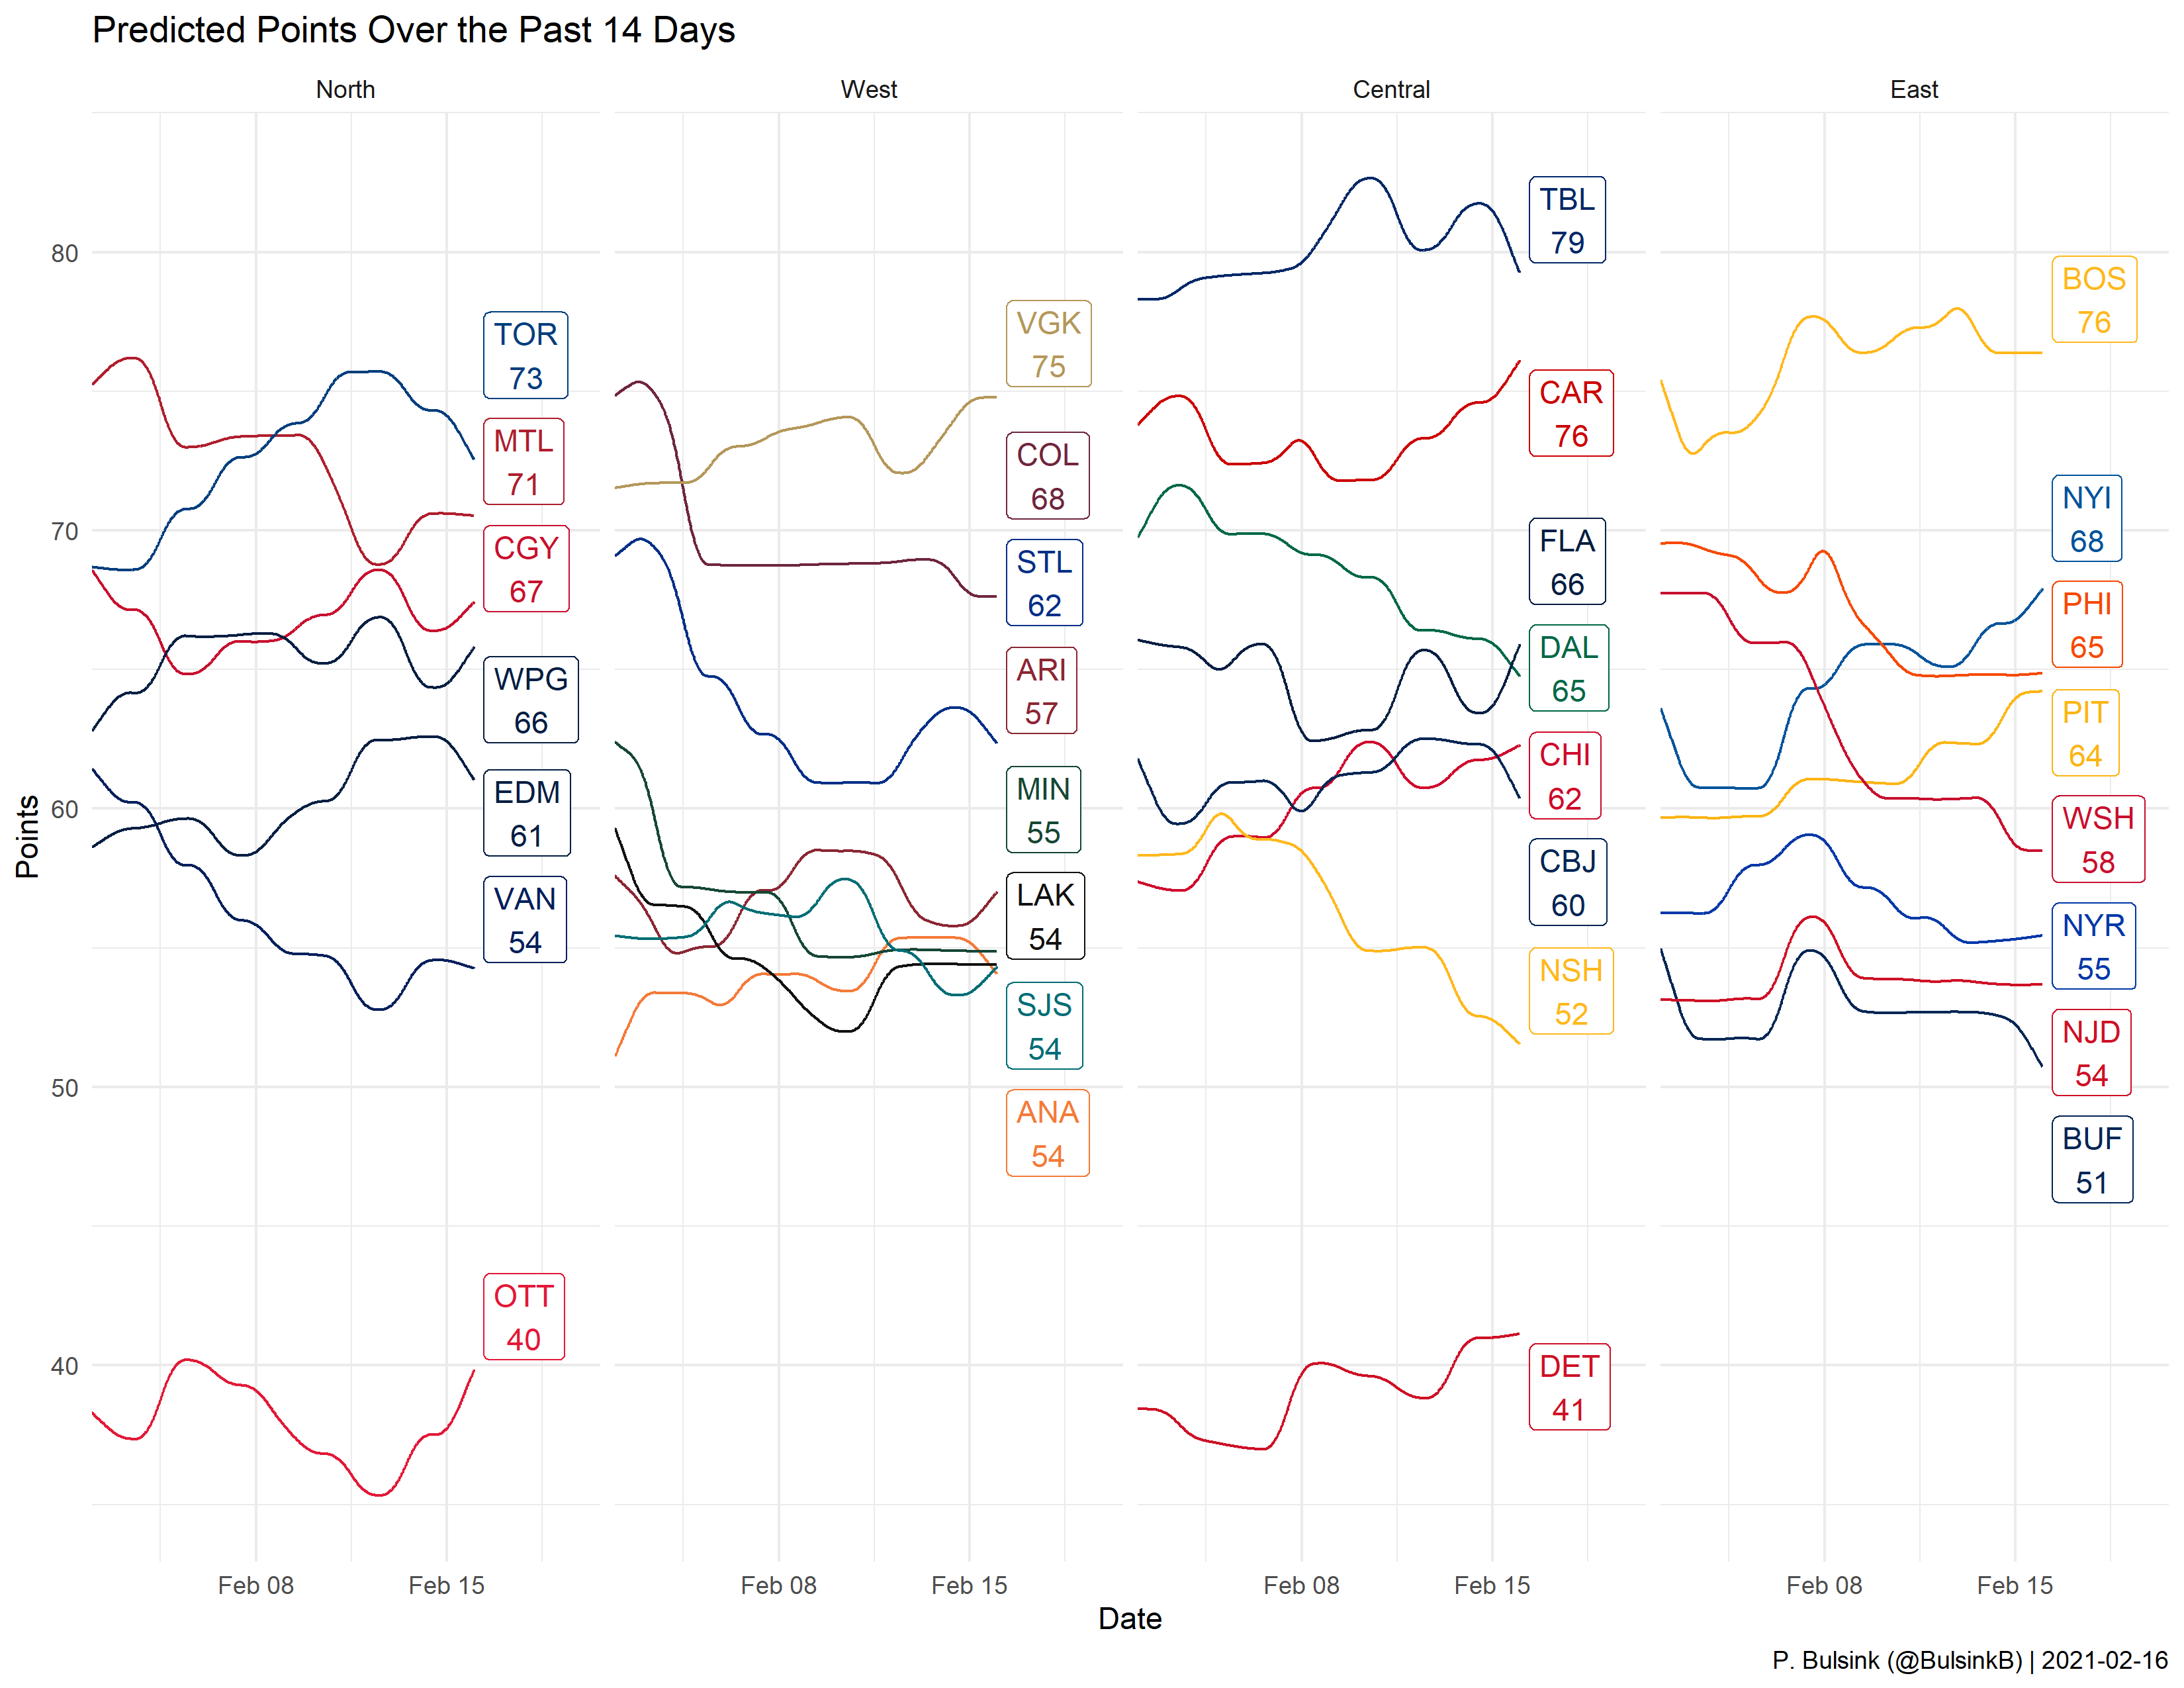 Predicted Points Over the Past 14 Days
North
West
Central
East
Points
80
70
60
50
40
TOR
73
MTL
71
CGY
67
WPG
66
EDM
61
VAN
54
OTT
40
VGK
75
COL
68
STL
62
ARI
57
MIN
55
LAK
54
SJS
54
ANA
54
TBL
79
CAR
76
FLA
66
DAL
65
CHI
62
CBJ
60
NSH
52
DET
41
BOS
76
NYI
68
PHI
65
PIT
64
WSH
58
NYR
55
NJD
54
BUF
51
Feb 08
Feb 15
Feb 08
Feb 15
Feb 08
Feb 15
Feb 08
Feb 15
Date
P. Bulsink (@BulsinkB) | 2021-02-16